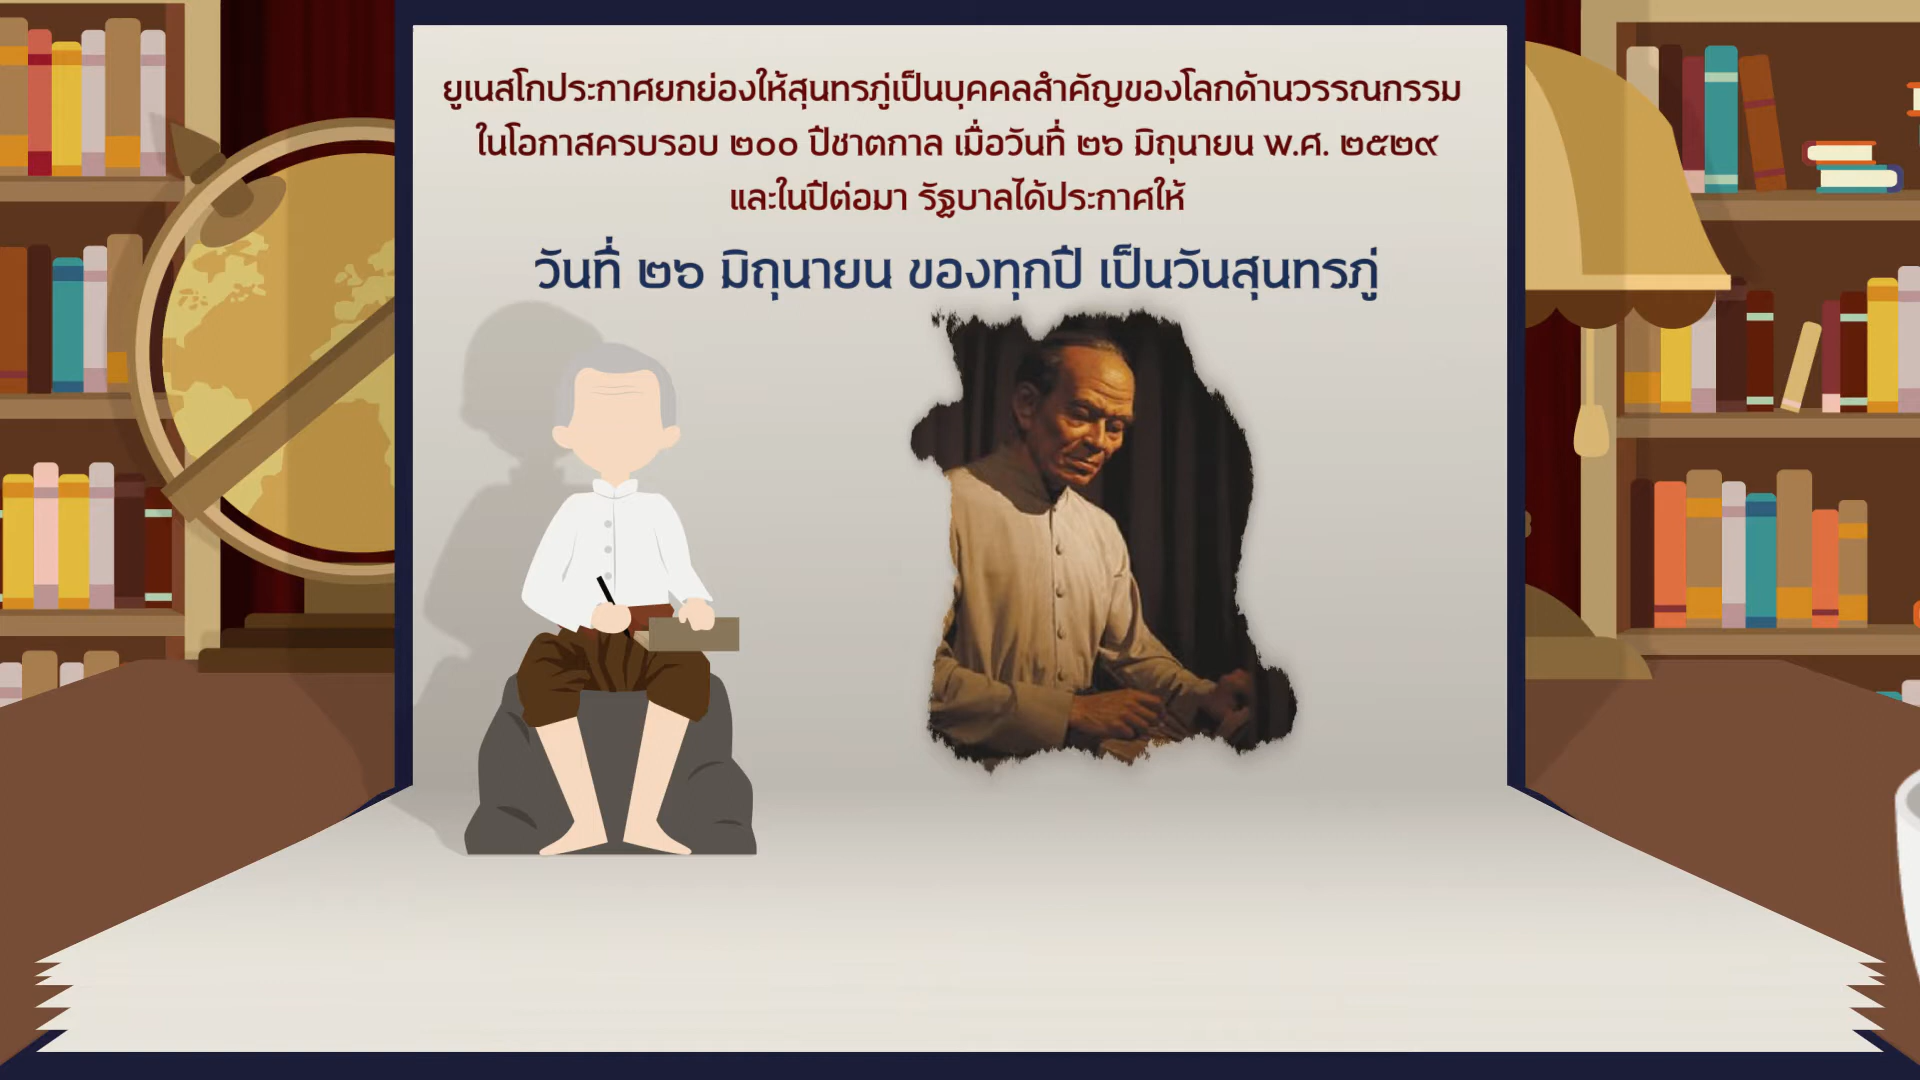 ยูเนสโกประกาศยกย่องให้สุนทรภู่เป็นบุคคลสำคัญของโลกด้านวรรณกรรม
ในโอกาสครบรอบ ๒๐๐ ปีชาตกาล เมื่อวันที่ ๒๖ มิถุนายน พ.ศ. ๒๕๒๙
และในปีต่อมา รัฐบาลได้ประกาศให้
วันที่ ๒๖ มิถุนายน ของทุกปี เป็นวันสุนทรภู่